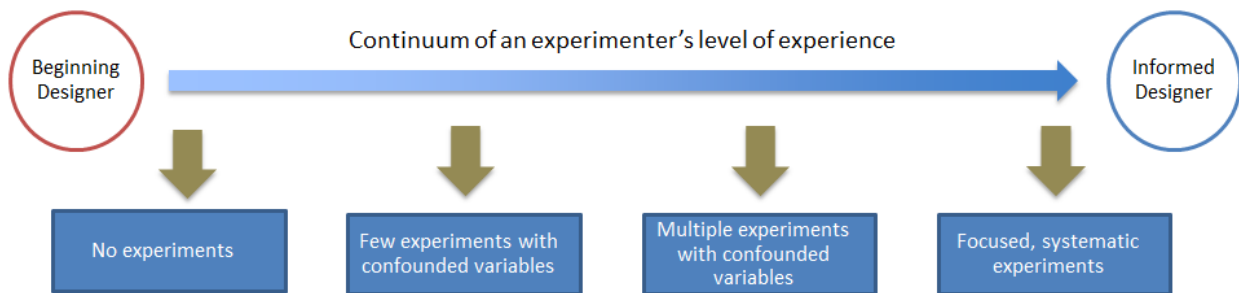 Continuum of an experimenter's level of experience
Beginning
Designer
Informed
Designer
No experiments
Few experiments with
confounded variables
Multiple experiments
with confounded
variables
Focused, systematic
experiments